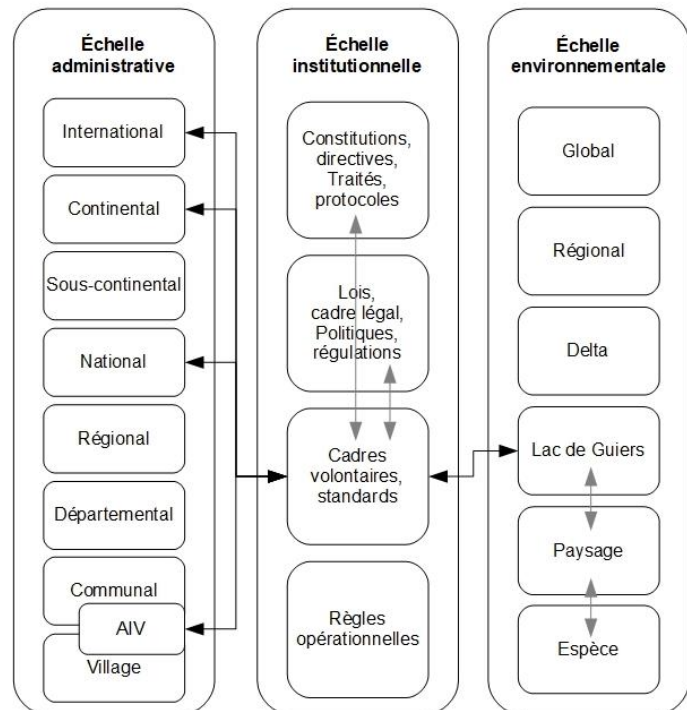 Échelle
administrative
International
Continental
Sous-continental
National
Régional
Départemental
Communal
AIV
Village
Échelle
institutionnelle
Constitutions,
directives,
Traités,
protocoles
Lois,
cadre légal,
Politiques,
régulations
Cadres
volontaires,
standards
Règles
opérationnelles
Échelle
environnementale
Global
Régional
Delta
Lac de Guiers
Paysage
Espèce